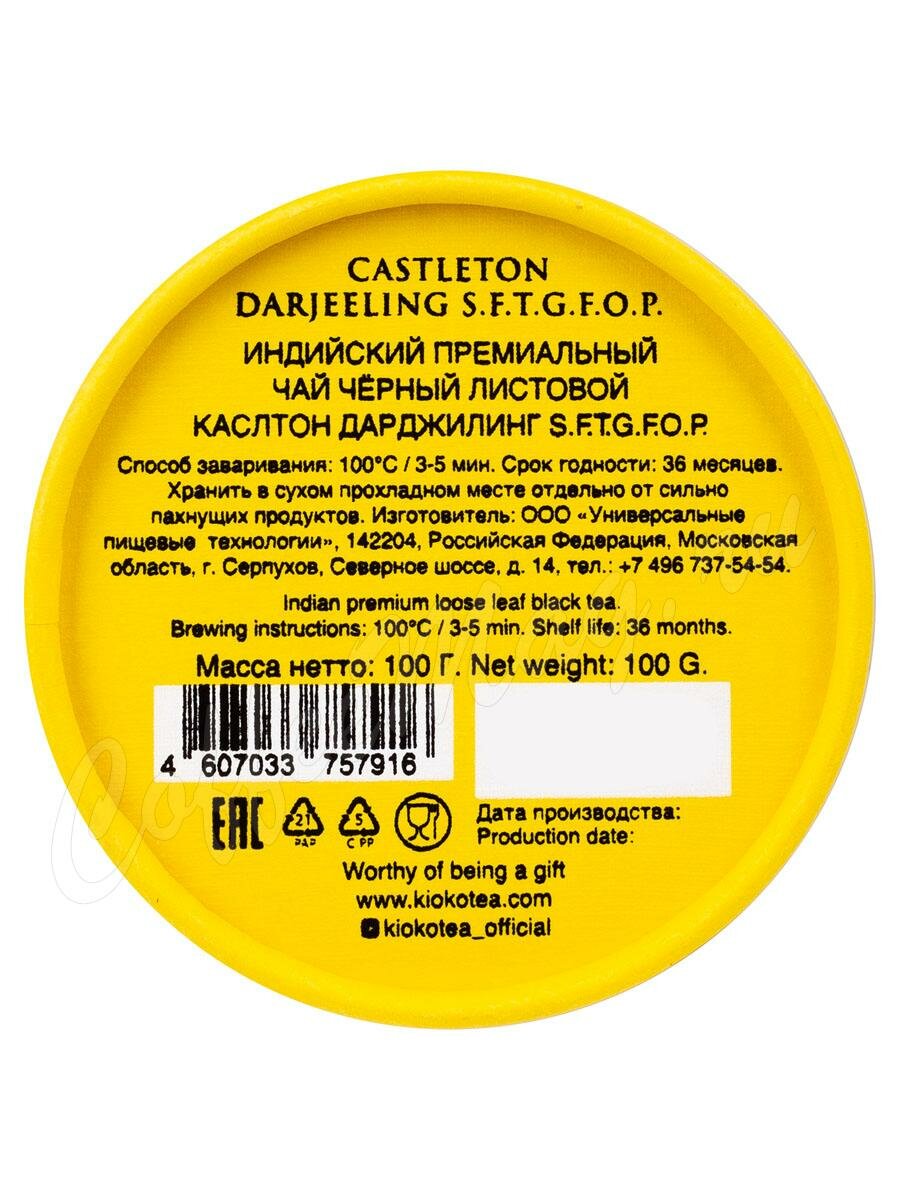 CASTLETON
DARJEELING S.F.T.G.F.O.P.
ИНДИЙСКИЙ ПРЕМИАЛЬНЫЙ
ЧАЙ ЧЁРНЫЙ ЛИСТОВОЙ
КАСЛТОН ДАРДЖИЛИНГ S.F.T.G.F.O.P.
Способ заваривания: 100°C / 3-5 мин. Срок годности: 36 месяцев.
Хранить в сухом прохладном месте отдельно от сильно
пахнущих продуктов. Изготовитель: ООО «Универсальные
пищевые технологии», 142204, Российская Федерация, Московская
область, г. Серпухов, Северное шоссе, д. 14, тел.: +7 496 737-54-54.
Indian premium loose leaf black tea.
Brewing instructions: 100°C / 3-5 min. Shelf life: 36 months.
Масса нетто: 100 Г. Net weight: 100 G.
4 607033 757916
EAC
21
PAP
5
C PP
Дата производства:
Production date:
Worthy of being a gift
www.kiokotea.com
kiokotea_official